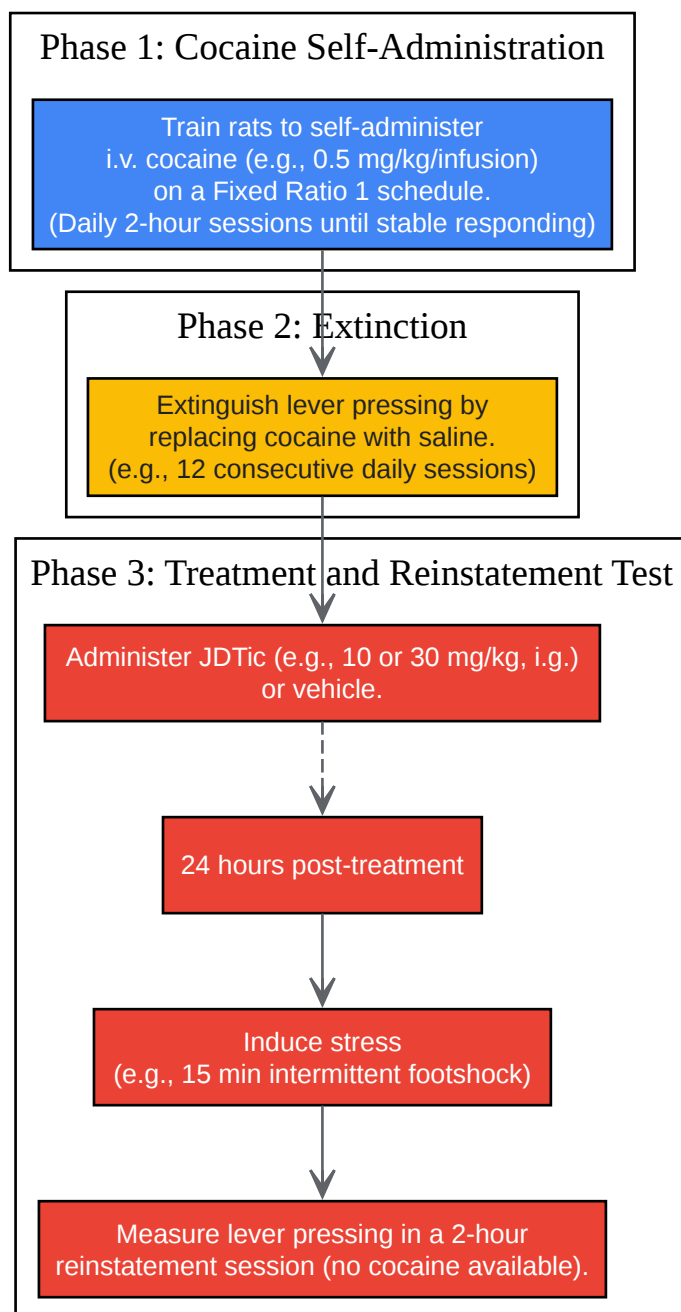 Phase 1: Cocaine Self-Administration
Train rats to self-administer
i.v. cocaine (e.g., 0.5 mg/kg/infusion)
on a Fixed Ratio 1 schedule.
(Daily 2-hour sessions until stable responding)
Phase 2: Extinction
Extinguish lever pressing by
replacing cocaine with saline.
(e.g., 12 consecutive daily sessions)
Phase 3: Treatment and Reinstatement Test
Administer JDTic (e.g., 10 or 30 mg/kg, i.g.)
or vehicle.
24 hours post-treatment
Induce stress
(e.g., 15 min intermittent footshock)
Measure lever pressing in a 2-hour
reinstatement session (no cocaine available).